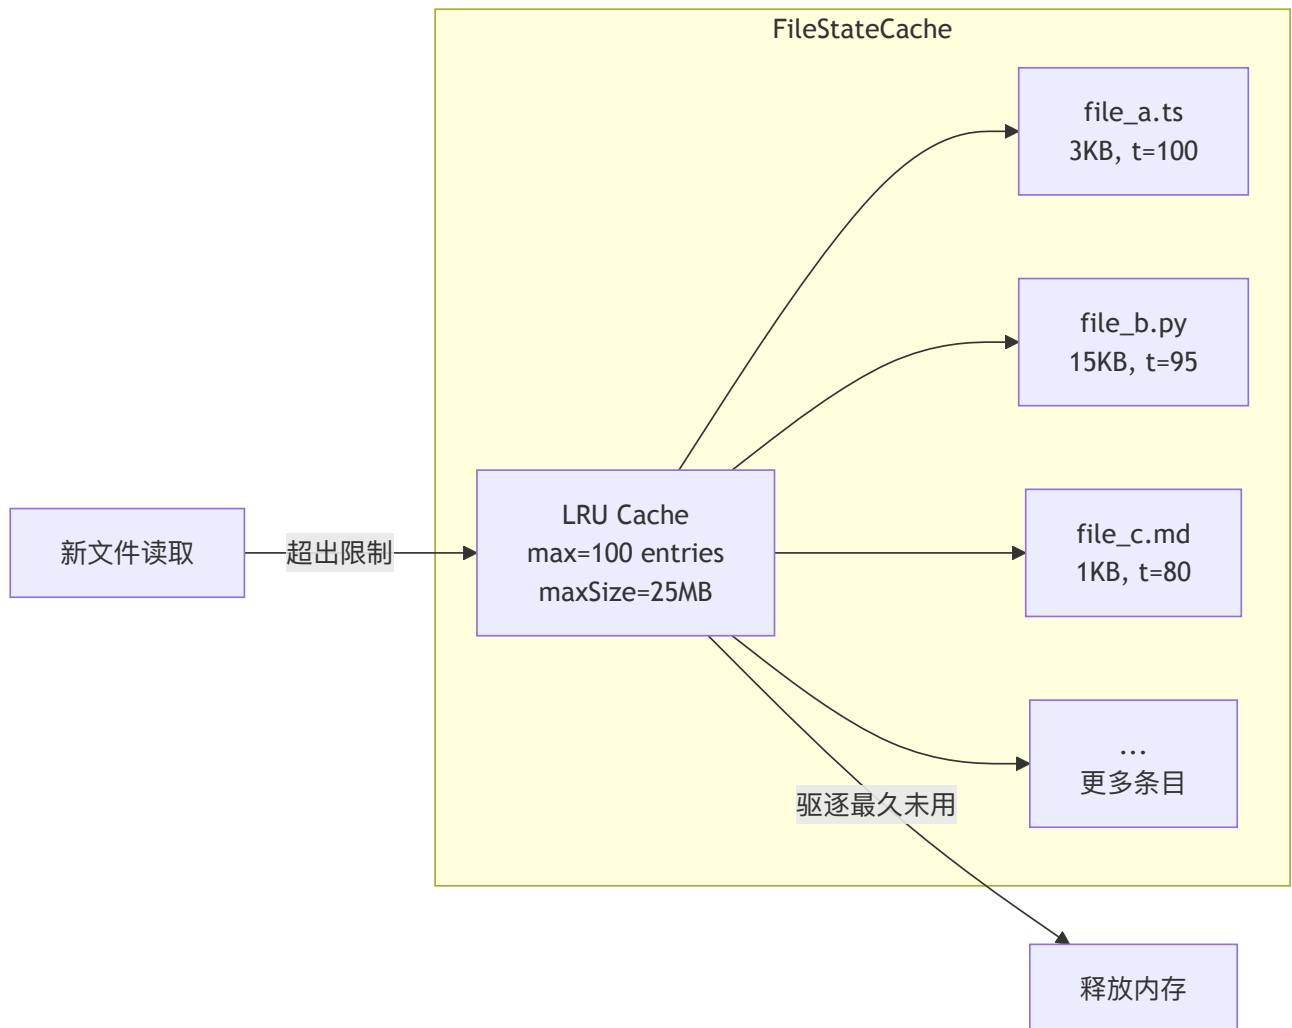 FileStateCache
file_a.ts
3KB, t=100
file_b.py
15KB, t=95
新文件读取
超出限制
LRU Cache
max=100 entries
maxSize=25MB
file_c.md
1KB, t=80
...
更多条目
驱逐最久未用
释放内存